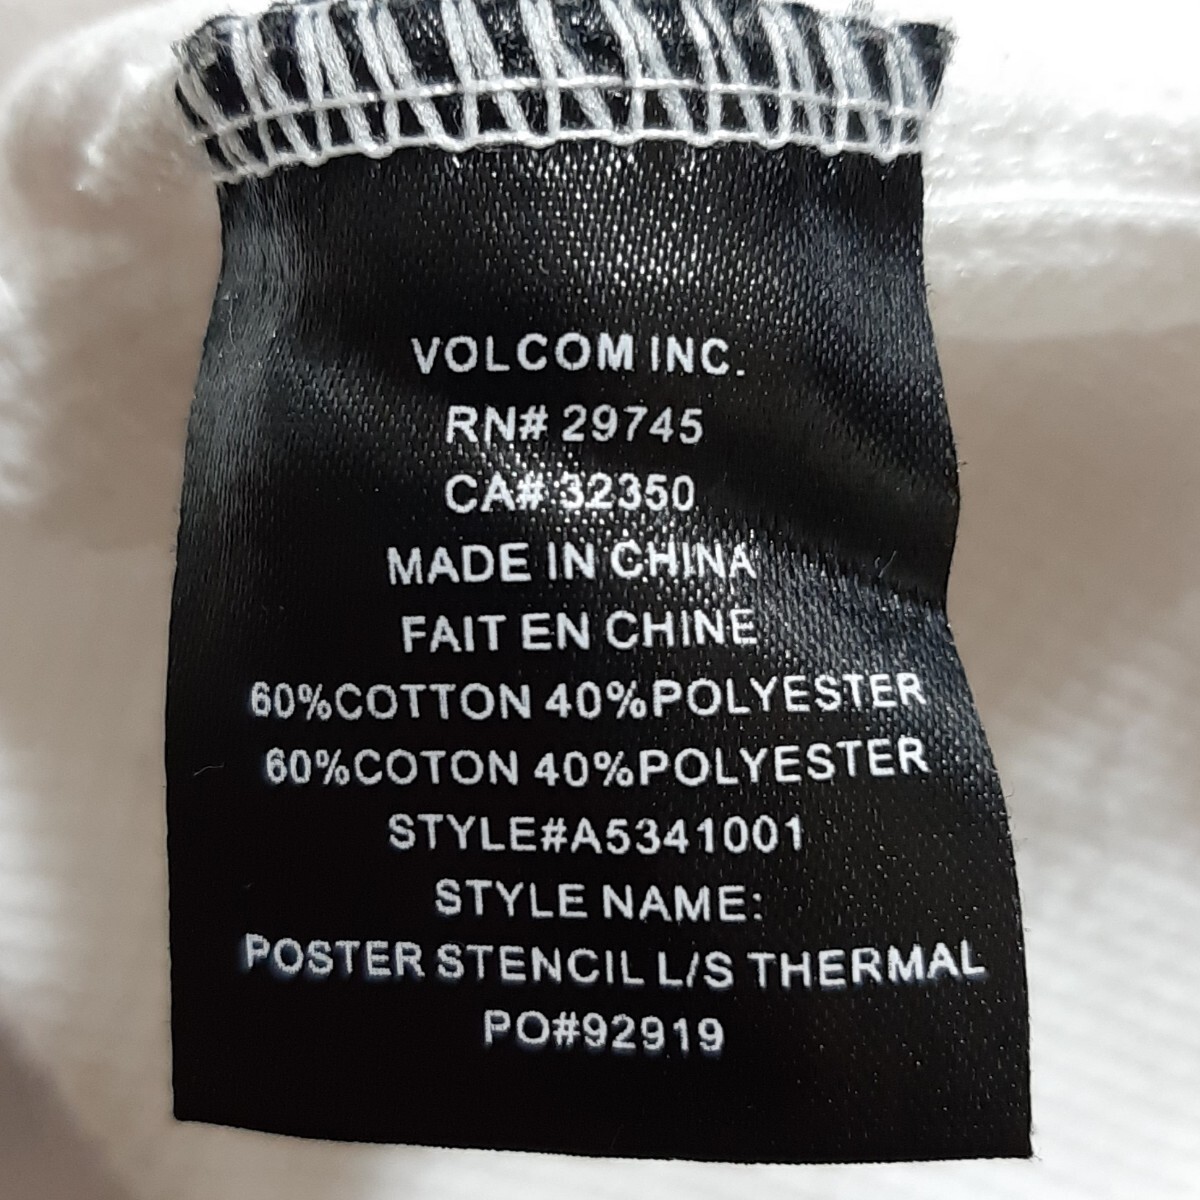 VOLCOM INC.
RN# 29745
CA# 32350
MADE IN CHINA
FAIT EN CHINE
60%COTTON 40%POLYESTER
60%COTON 40%POLYESTER
STYLE#A5341001
STYLE NAME:
POSTER STENCIL L/S THERMAL
PO#92919